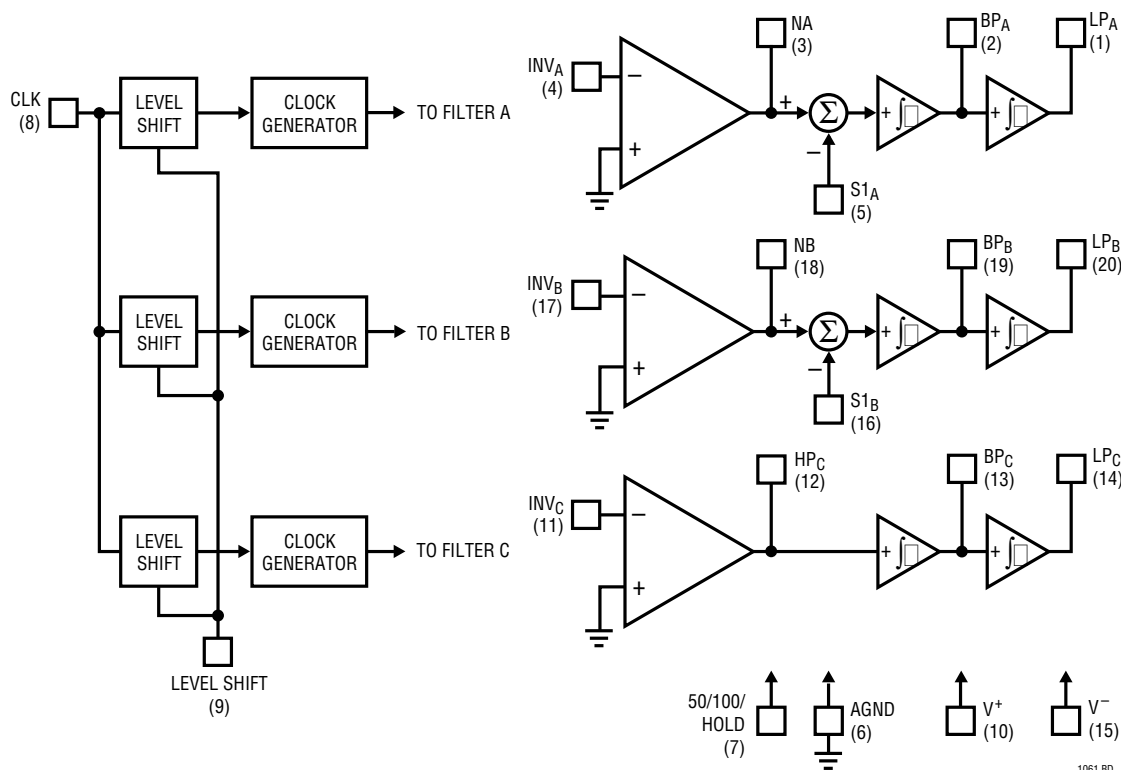 CLK
(8)
LEVEL
SHIFT
CLOCK
GENERATOR
TO FILTER A
LEVEL
SHIFT
CLOCK
GENERATOR
TO FILTER B
LEVEL
SHIFT
CLOCK
GENERATOR
TO FILTER C
LEVEL SHIFT
(9)
INVA
(4)
−
+
NA
(3)
+
Σ
−
S1A
(5)
+ ∫
BPA
(2)
+ ∫
LPA
(1)
INVB
(17)
−
+
NB
(18)
+
Σ
−
S1B
(16)
+ ∫
BPB
(19)
+ ∫
LPB
(20)
INVC
(11)
−
+
HPC
(12)
+ ∫
BPC
(13)
+ ∫
LPC
(14)
50/100/
HOLD
(7)
AGND
(6)
V+
(10)
V−
(15)
1061 BD